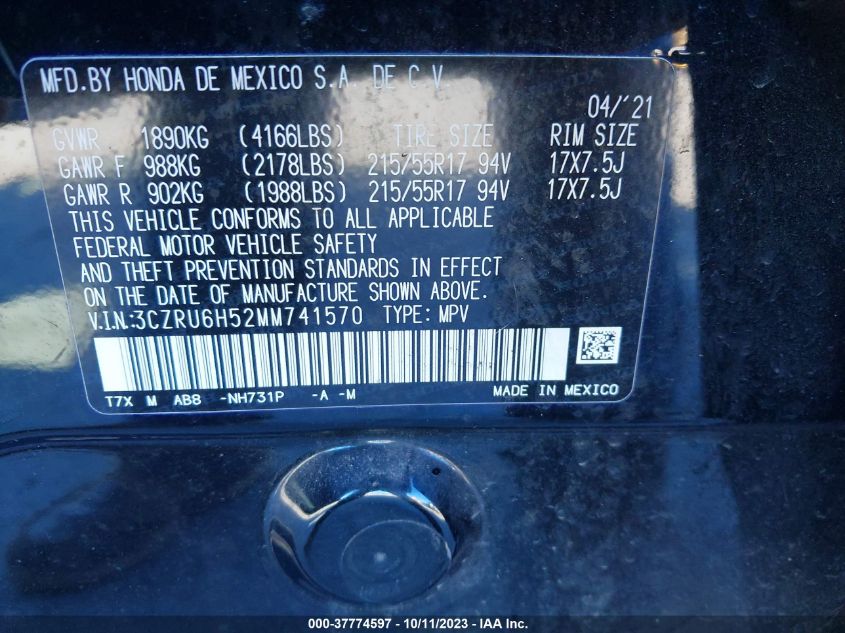 MFD.BY HONDA DE MEXICO S.A. DE C.V.
04/'21
GVWR 1890KG (4166LBS) TIRE SIZE RIM SIZE
GAWR F 988KG (2178LBS) 215/55R17 94V 17X7.5J
GAWR R 902KG (1988LBS) 215/55R17 94V 17X7.5J
THIS VEHICLE CONFORMS TO ALL APPLICABLE
FEDERAL MOTOR VEHICLE SAFETY
AND THEFT PREVENTION STANDARDS IN EFFECT
ON THE DATE OF MANUFACTURE SHOWN ABOVE.
V.I.N:3CZRU6H52MM741570 TYPE: MPV
T7X M AB8 -NH731P -A -M MADE IN MEXICO
000-37774597 - 10/11/2023 - IAA Inc.